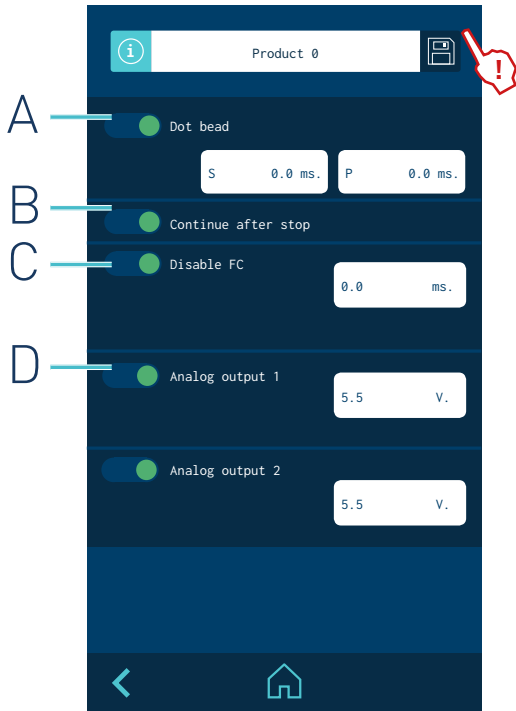 i
Product 0
!
A
Dot bead
S 0.0 ms.
P 0.0 ms.
B
Continue after stop
C
Disable FC
0.0 ms.
D
Analog output 1
5.5 V.
Analog output 2
5.5 V.